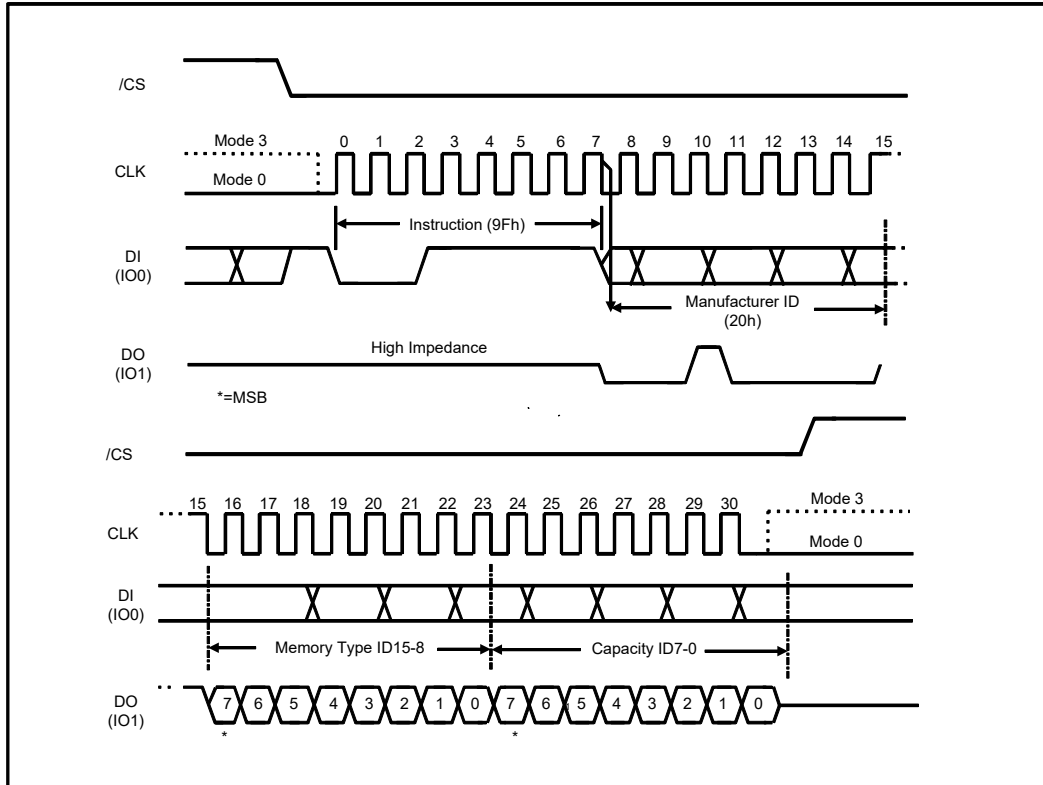 /CS
Mode 3
0 1 2 3 4 5 6 7 8 9 10 11 12 13 14 15
CLK
Mode 0
Instruction (9Fh)
DI
(IO0)
Manufacturer ID
(20h)
High Impedance
DO
(IO1)
*=MSB
/CS
15 16 17 18 19 20 21 22 23 24 25 26 27 28 29 30
Mode 3
CLK
Mode 0
DI
(IO0)
Memory Type ID15-8
Capacity ID7-0
DO
(IO1)
7 6 5 4 3 2 1 0 7 6 5 4 3 2 1 0
* *